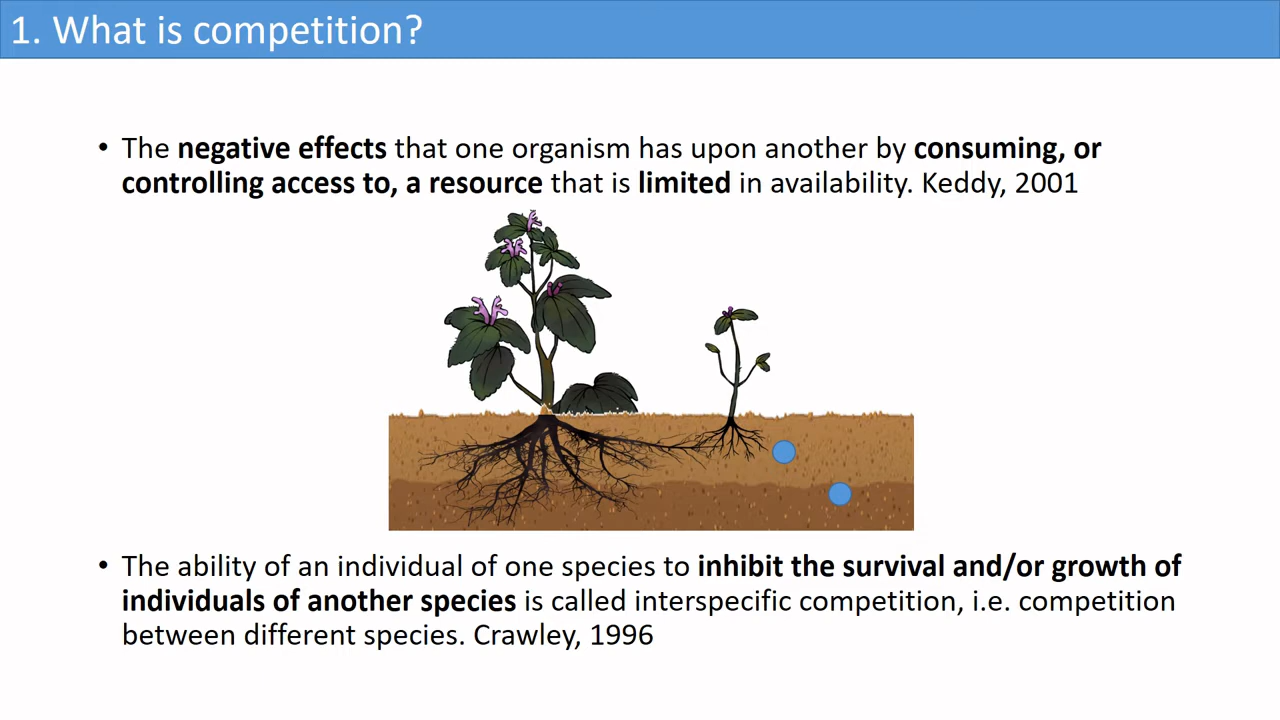 1. What is competition?
• The negative effects that one organism has upon another by consuming, or
controlling access to, a resource that is limited in availability. Keddy, 2001
• The ability of an individual of one species to inhibit the survival and/or growth of
individuals of another species is called interspecific competition, i.e. competition
between different species. Crawley, 1996